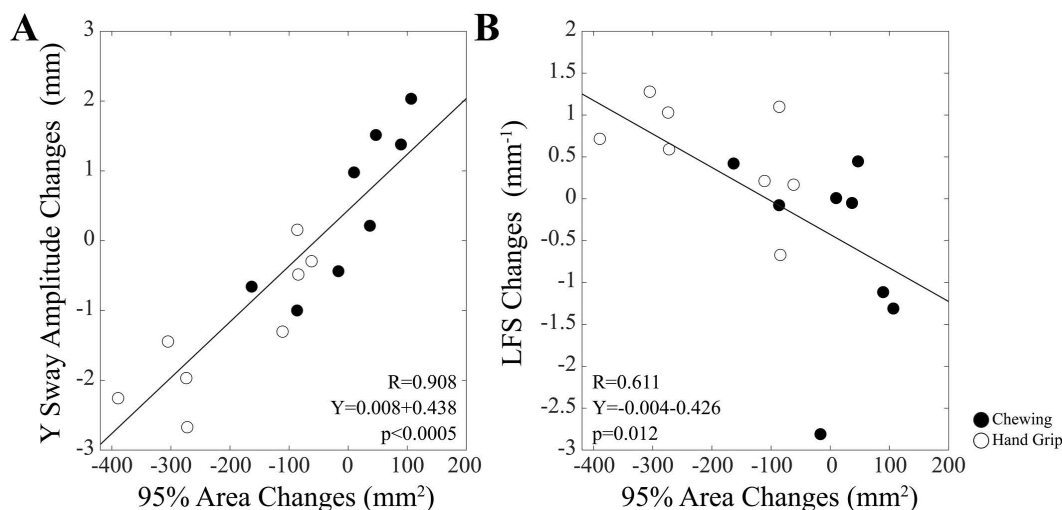 A
Y Sway Amplitude Changes (mm)
3
2
1
0
-1
-2
-3
R=0.908
Y=0.008+0.438
p<0.0005
-400 -300 -200 -100 0 100 200
95% Area Changes (mm²)
B
LFS Changes (mm⁻¹)
2
1.5
1
0.5
0
-0.5
-1
-1.5
-2
-2.5
-3
R=0.611
Y=-0.004-0.426
p=0.012
-400 -300 -200 -100 0 100 200
95% Area Changes (mm²)
Chewing
Hand Grip